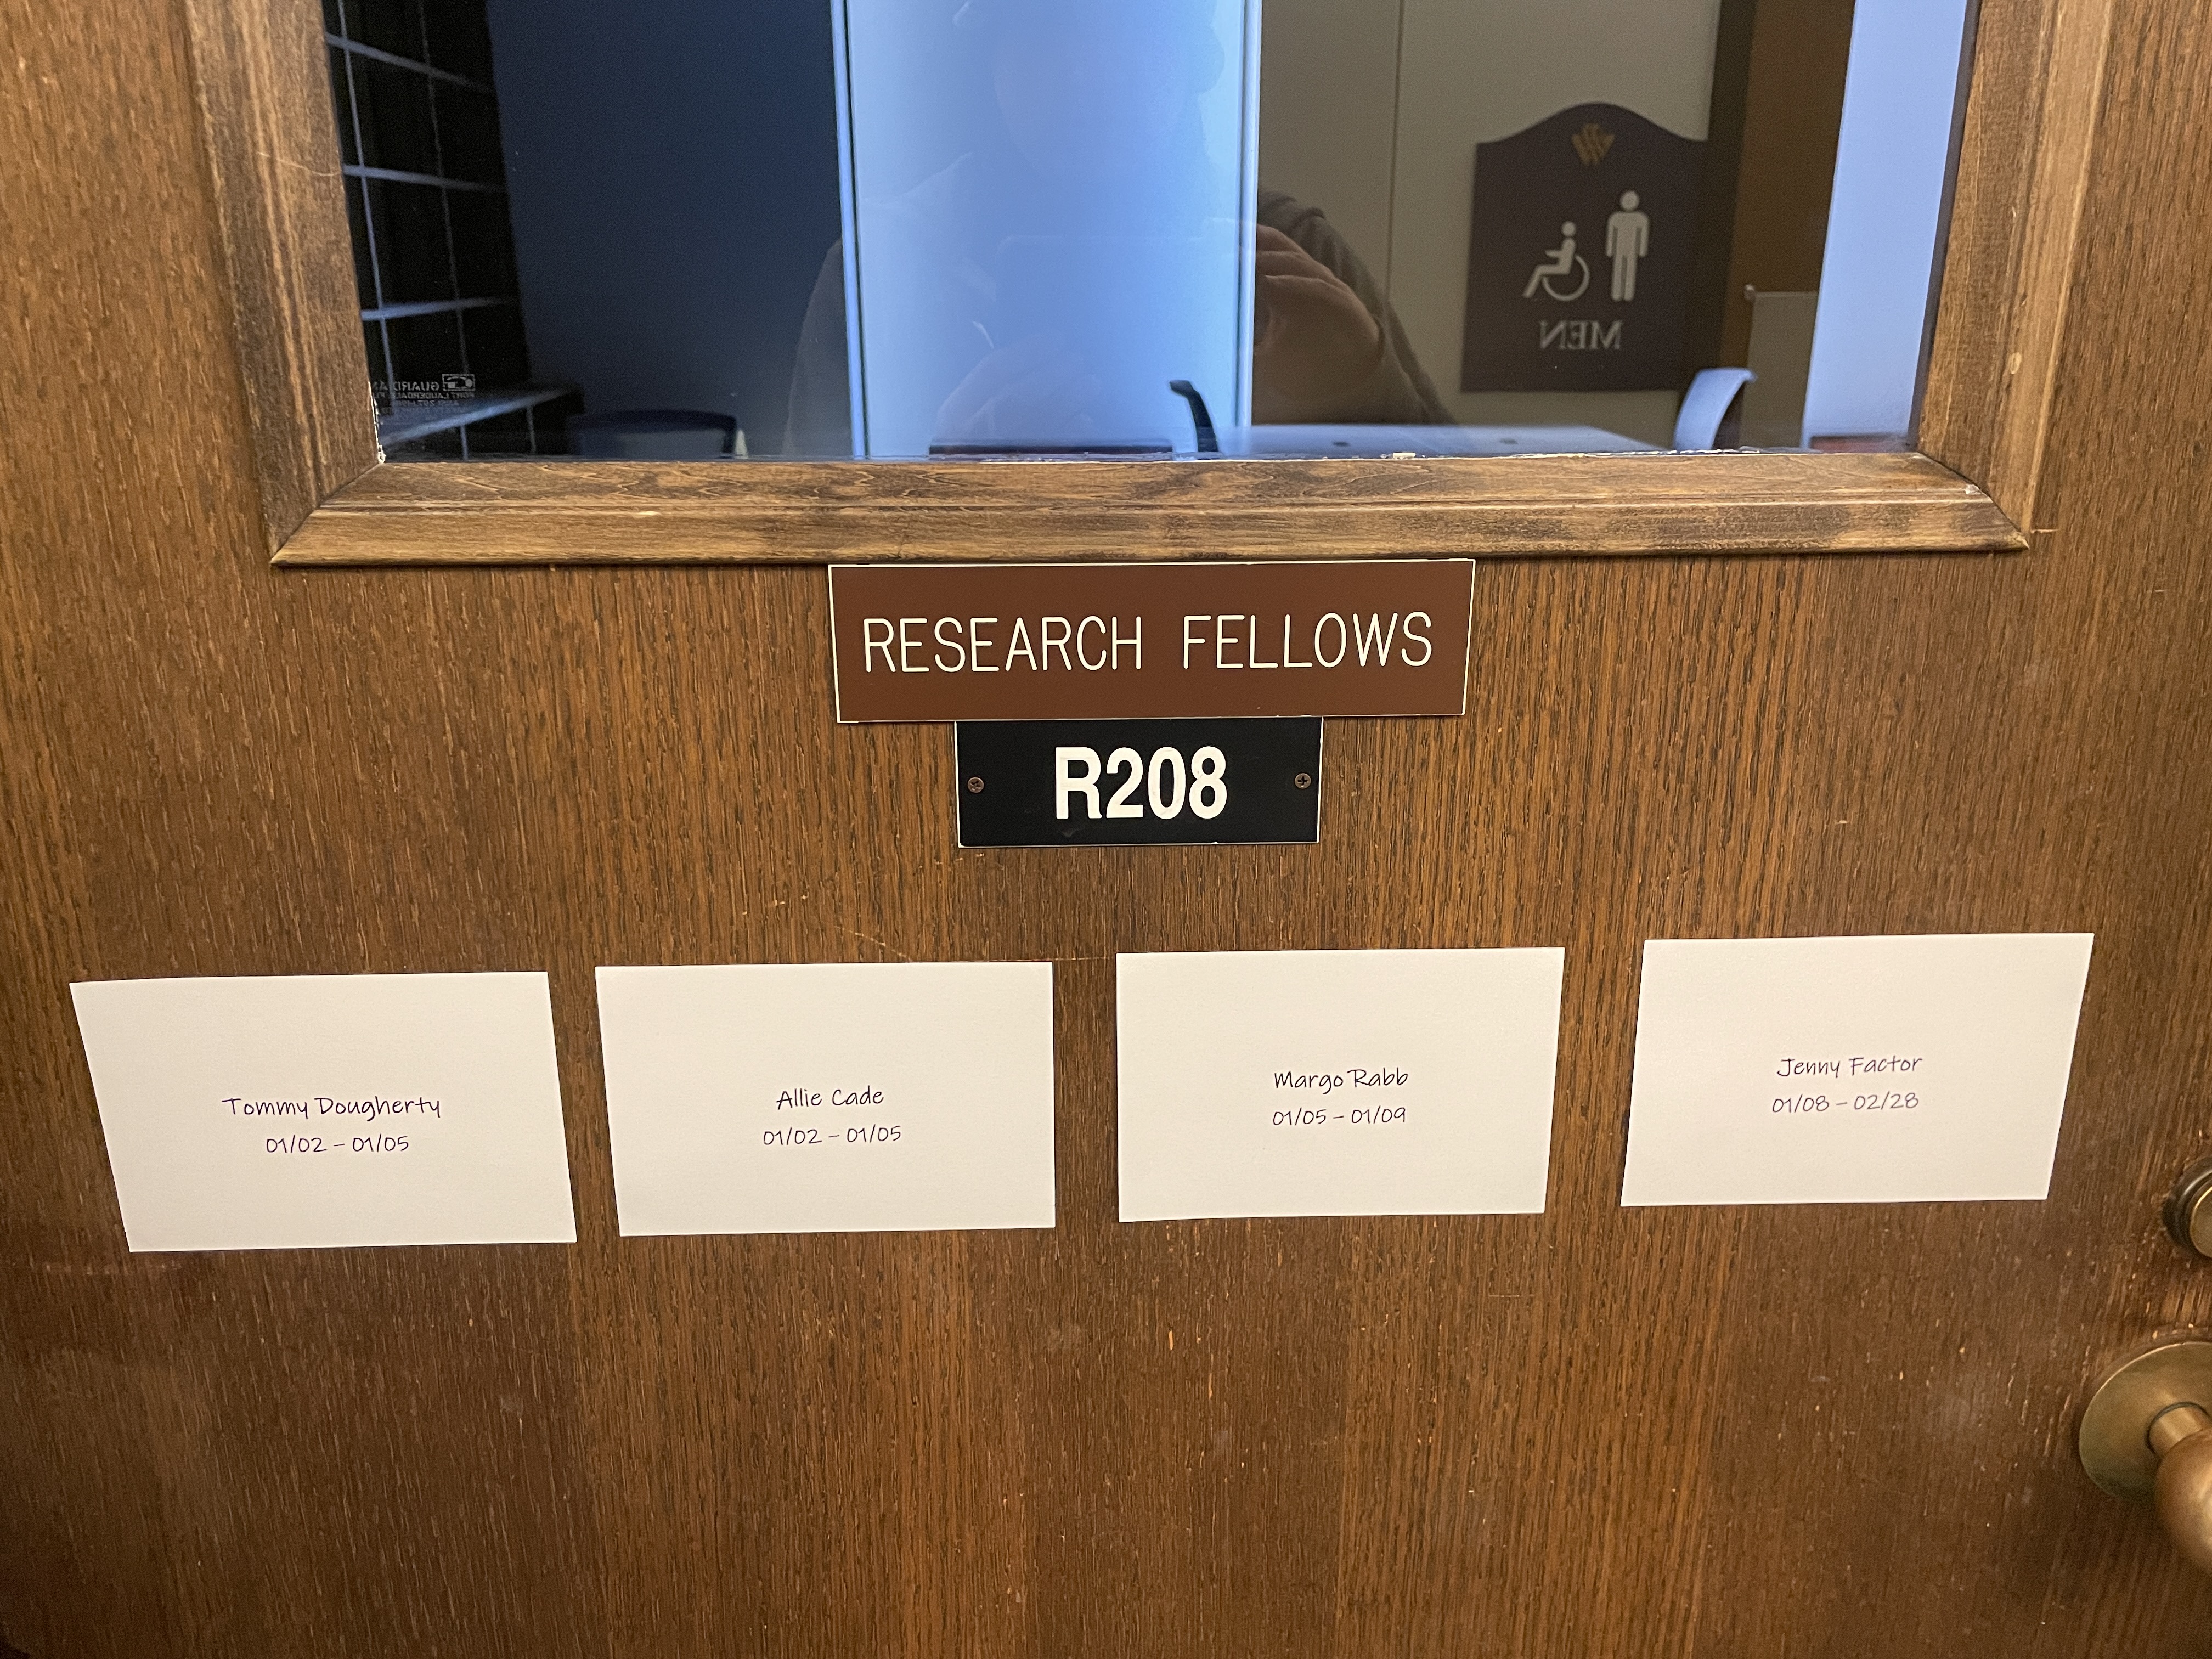 GUARDIAN
MEN
RESEARCH FELLOWS
R208
Tommy Dougherty
01/02 – 01/05
Allie Cade
01/02 – 01/05
Margo Rabb
01/05 – 01/09
Jenny Factor
01/08 – 02/28